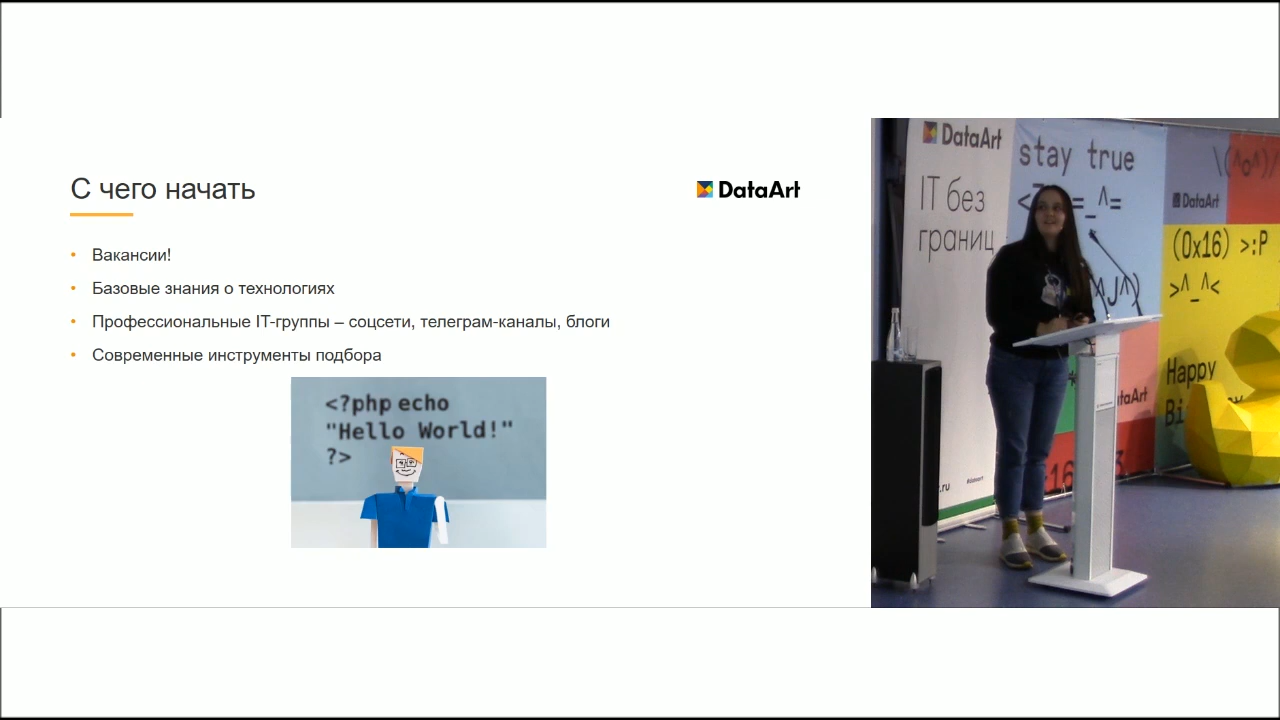 С чего начать
DataArt
• Вакансии!
• Базовые знания о технологиях
• Профессиональные IT-группы – соцсети, телеграм-каналы, блоги
• Современные инструменты подбора
<?php echo
"Hello World!"
?>
DataArt
IT без
границ
stay true
=_^=
DataArt
(0x16) >:P
>^_^<
Happy